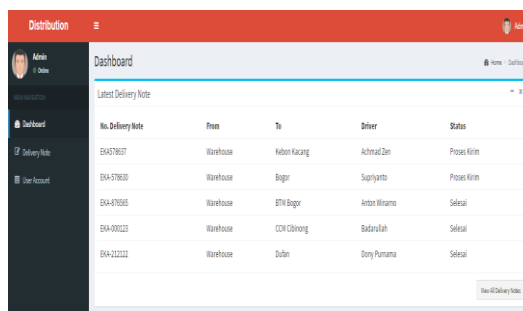 Distribution
Admin
Online
MAIN NAVIGATION
Dashboard
Delivery Note
User Account
Dashboard
Home
Latest Delivery Note
No. Delivery Note From To Driver Status
EKA578637 Warehouse Kebon Kacang Achmad Zen Proses Kirim
EKA-578630 Warehouse Bogor Supriyanto Proses Kirim
EKA-876565 Warehouse BTM Bogor Anton Winarno Selesai
EKA-000123 Warehouse CCM Cibinong Badarullah Selesai
EKA-212122 Warehouse Dufan Dony Purnama Selesai
View All Delivery Notes